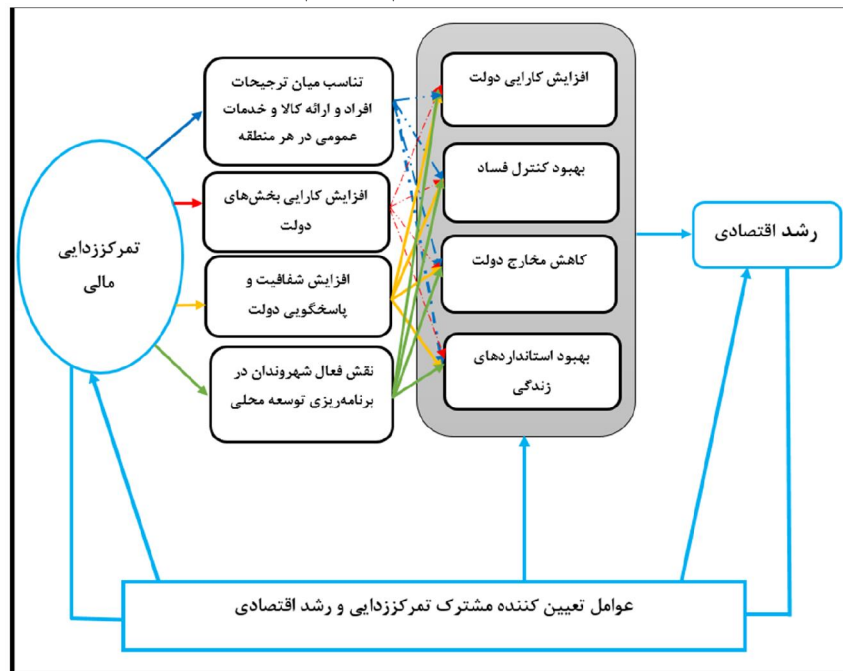 تناسب میان ترجیحات
افراد و ارائه کالا و خدمات
عمومی در هر منطقه
افزایش کارایی بخش‌های
دولت
افزایش شفافیت و
پاسخگویی دولت
نقش فعال شهروندان در
برنامه‌ریزی توسعه محلی
تمرکززدایی
مالی
افزایش کارایی دولت
بهبود کنترل فساد
کاهش مخارج دولت
بهبود استانداردهای
زندگی
رشد اقتصادی
عوامل تعیین کننده مشترک تمرکززدایی و رشد اقتصادی